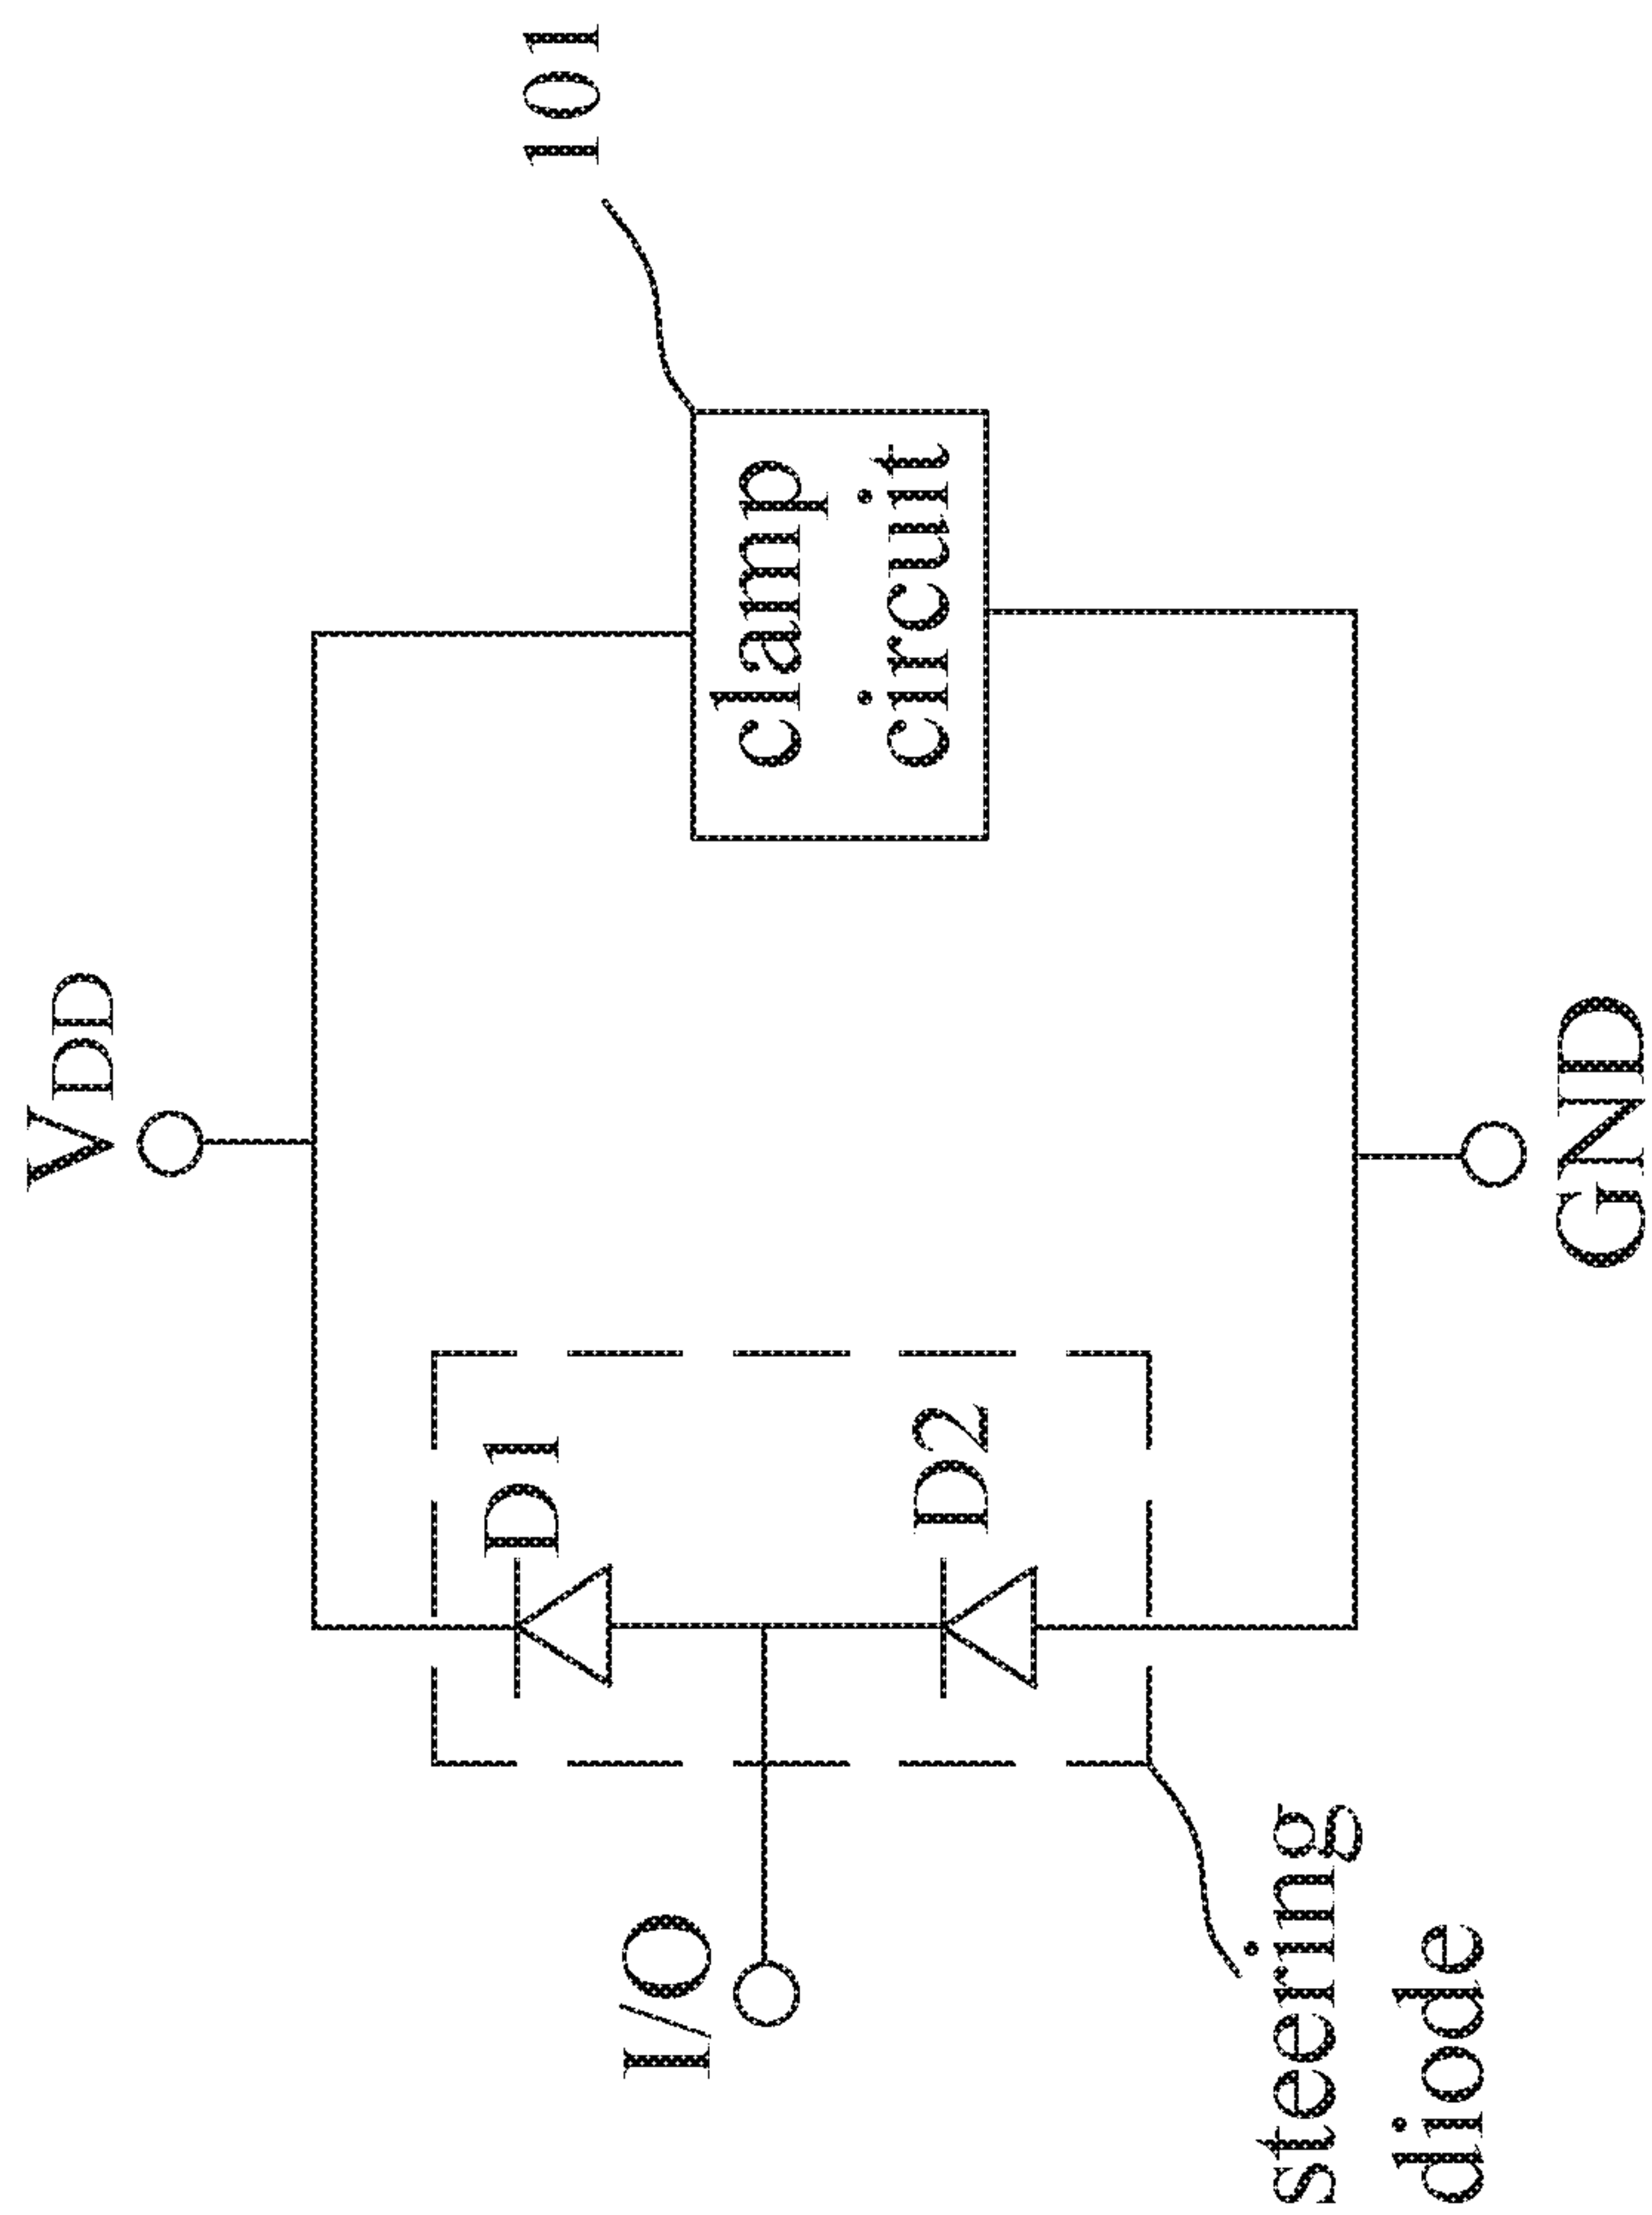 VDD
I/O
D1
D2
101
clamp
circuit
steering
diode
GND